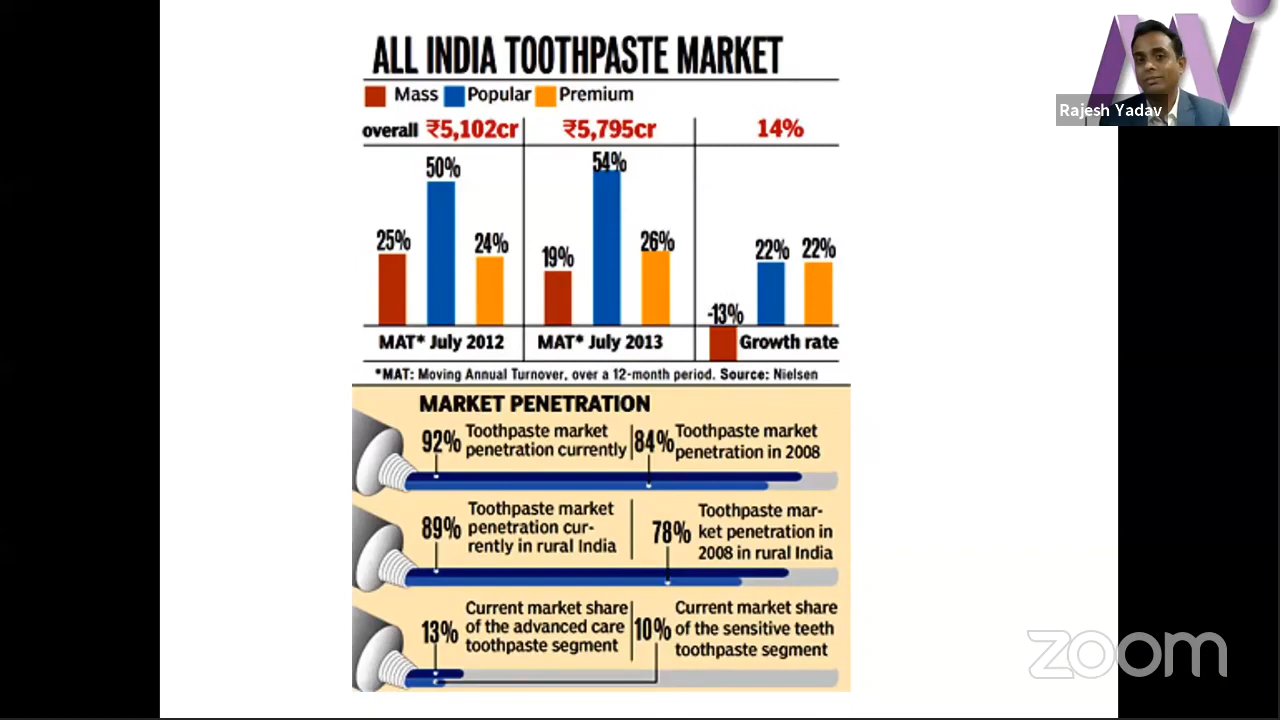 ALL INDIA TOOTHPASTE MARKET
Mass Popular Premium
overall ₹5,102cr ₹5,795cr 14%
25% 50% 24%
19% 54% 26%
-13% 22% 22%
MAT* July 2012 MAT* July 2013 Growth rate
*MAT: Moving Annual Turnover, over a 12-month period. Source: Nielsen
MARKET PENETRATION
92% Toothpaste market
penetration currently
84% Toothpaste market
penetration in 2008
89% Toothpaste market
penetration cur-
rently in rural India
78% Toothpaste mar-
ket penetration in
2008 in rural India
13% Current market share
of the advanced care
toothpaste segment
10% Current market share
of the sensitive teeth
toothpaste segment
Rajesh Yadav
zoom